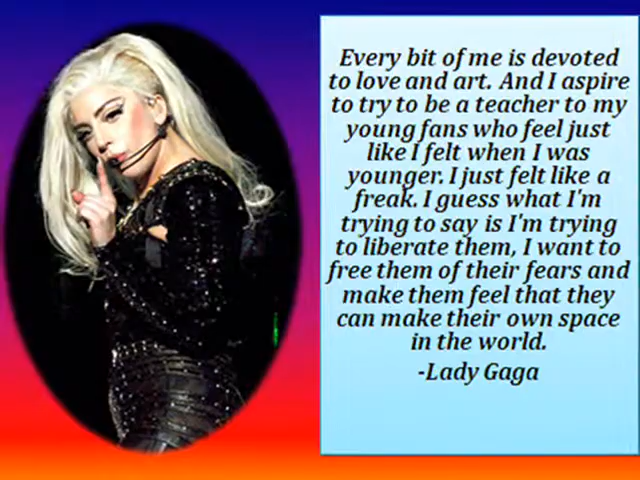 Every bit of me is devoted
to love and art. And I aspire
to try to be a teacher to my
young fans who feel just
like I felt when I was
younger. I just felt like a
freak. I guess what I'm
trying to say is I'm trying
to liberate them, I want to
free them of their fears and
make them feel that they
can make their own space
in the world.
-Lady Gaga